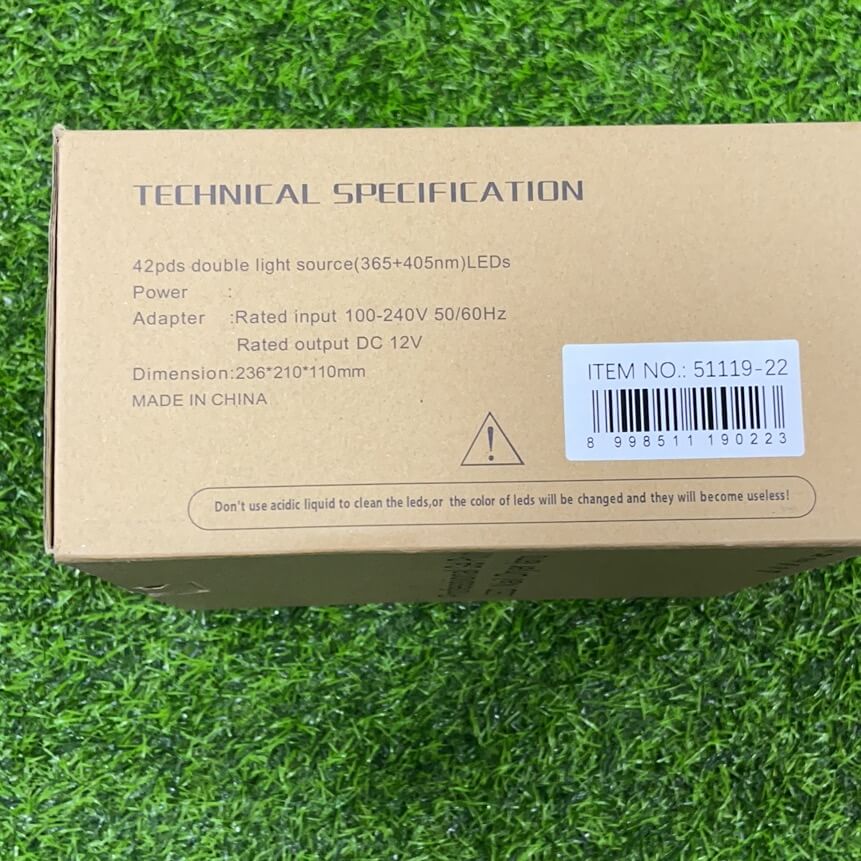 TECHNICAL SPECIFICATION
42pds double light source(365+405nm)LEDs
Power :
Adapter :Rated input 100-240V 50/60Hz
Rated output DC 12V
Dimension:236*210*110mm
MADE IN CHINA
ITEM NO.: 51119-22
8 998511 190223
Don't use acidic liquid to clean the leds,or the color of leds will be changed and they will become useless!